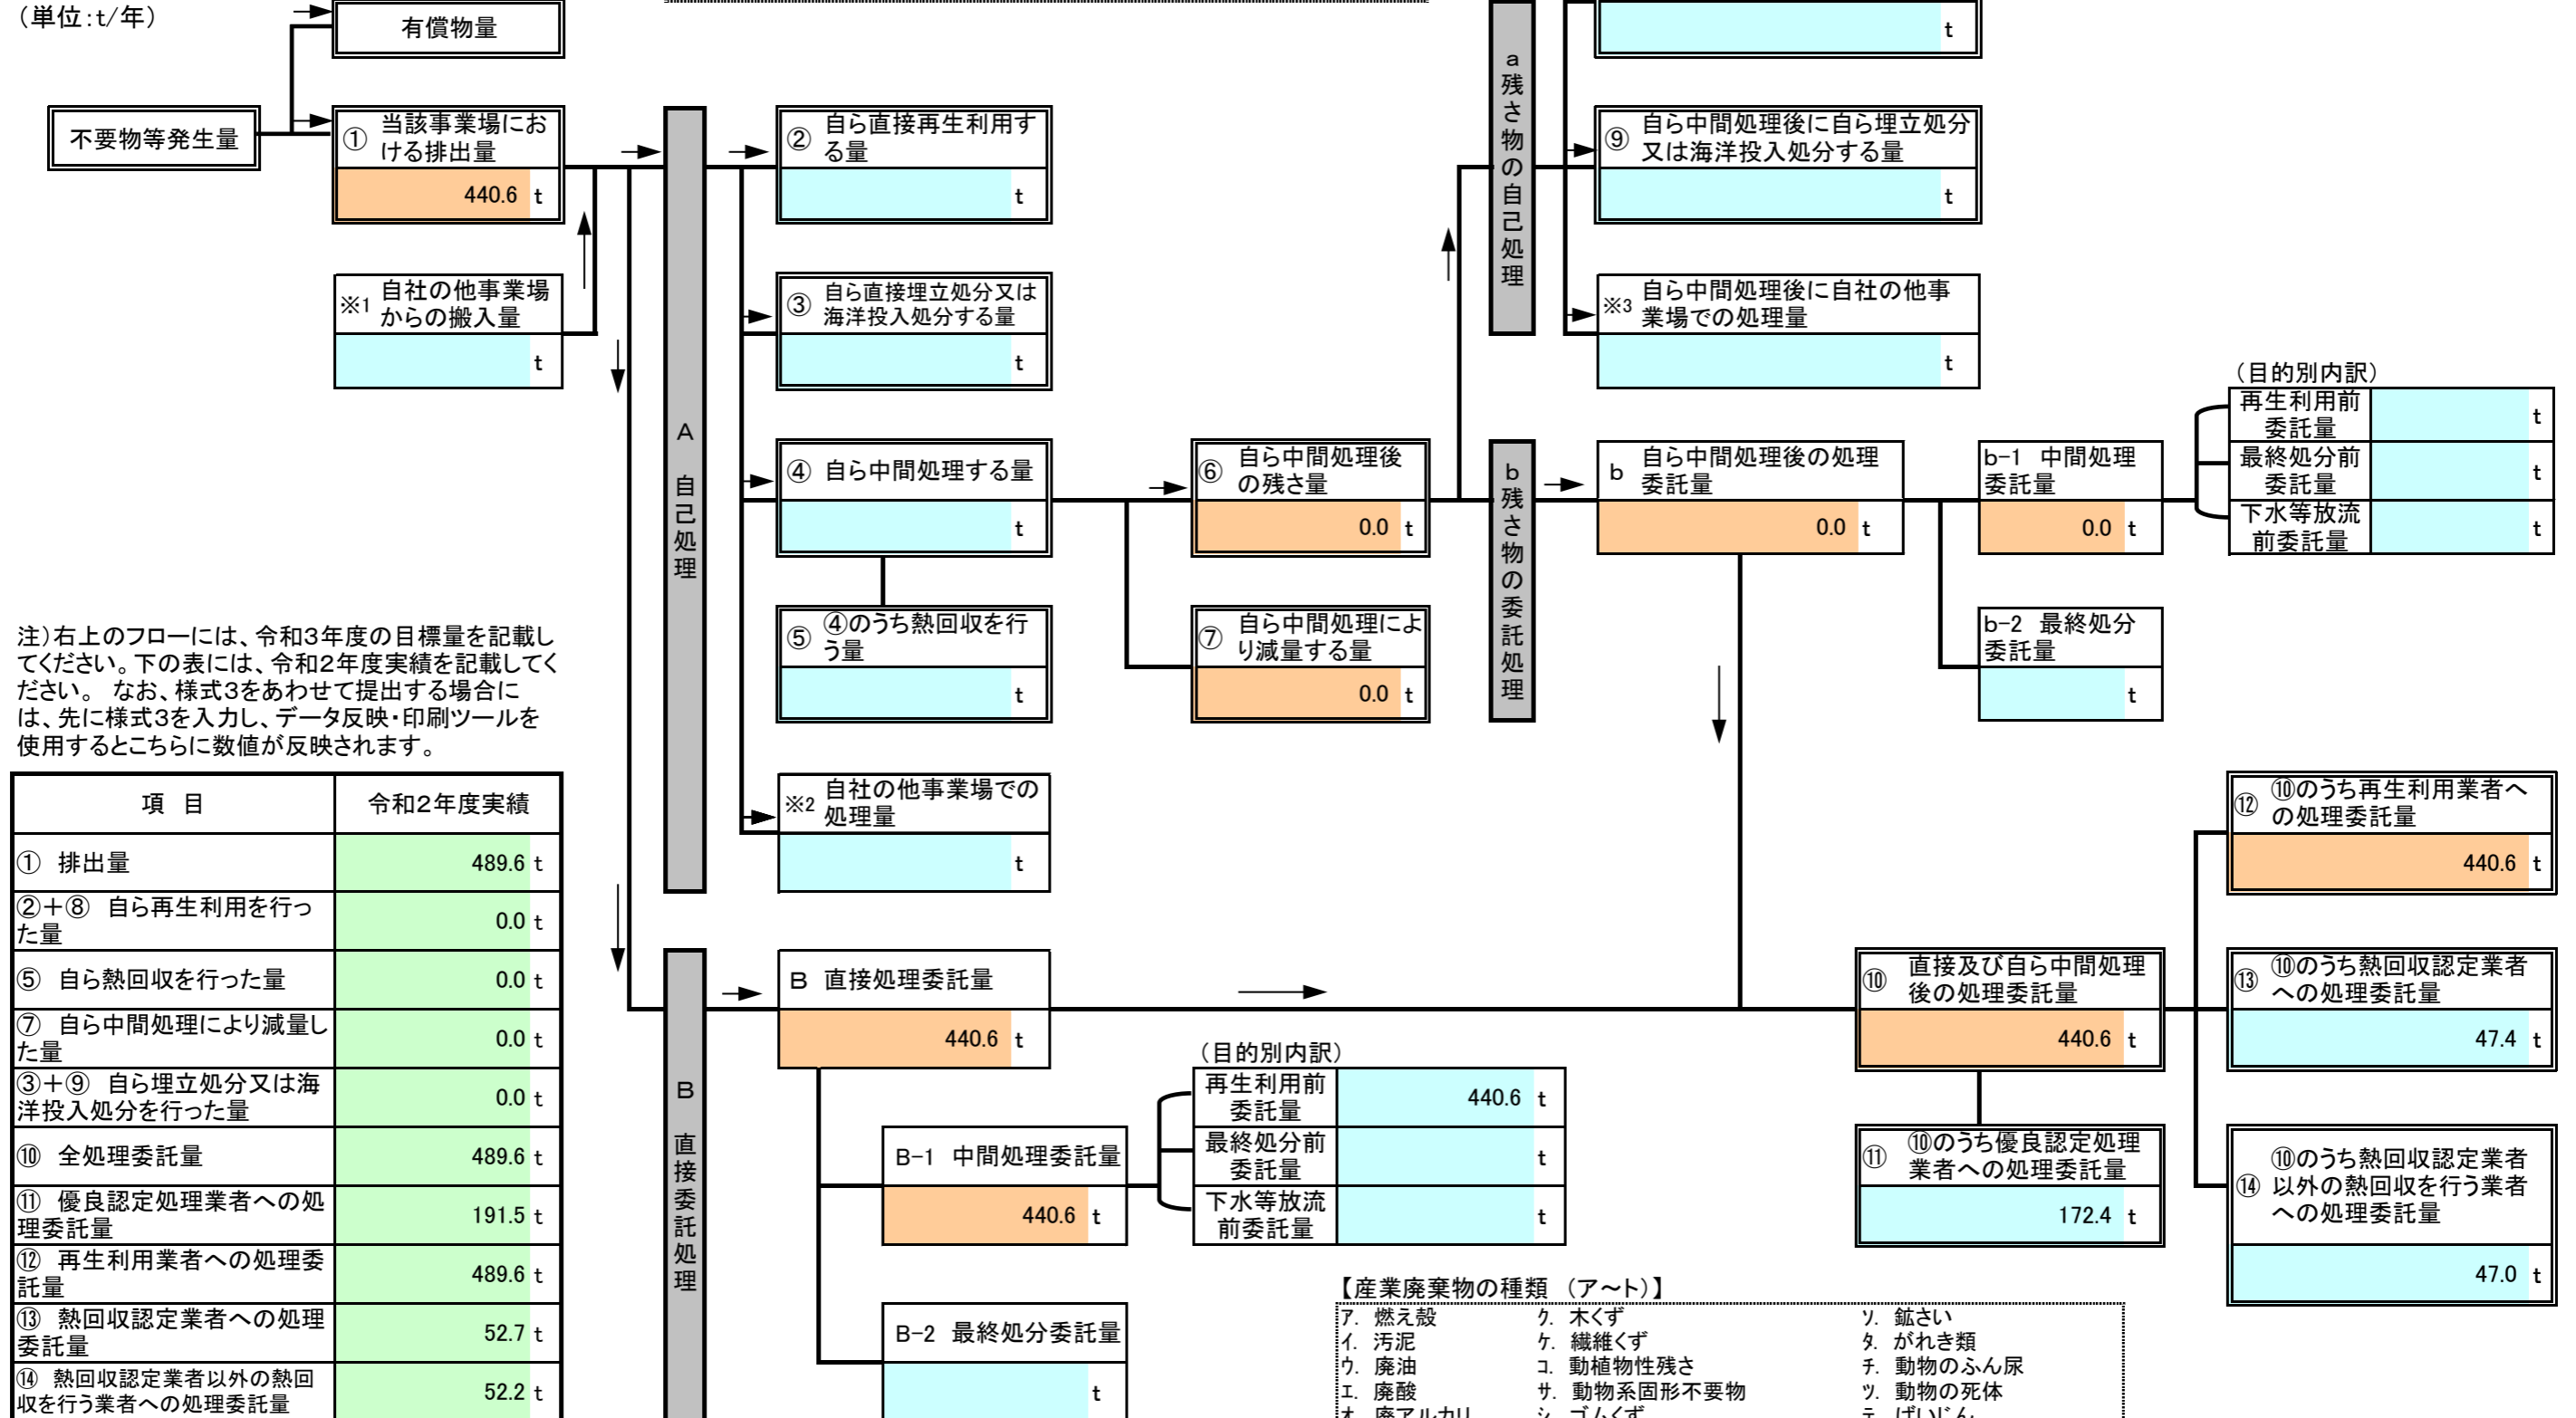 （単位：t/年）
有償物量
不要物等発生量
① 当該事業場にお
ける排出量
440.6 t
※1 自社の他事業場
からの搬入量
t
A 自己処理
② 自ら直接再生利用す
る量
t
③ 自ら直接埋立処分又は
海洋投入処分する量
t
④ 自ら中間処理する量
t
⑤ ④のうち熱回収を行
う量
t
※2 自社の他事業場での
処理量
t
⑥ 自ら中間処理後
の残さ量
0.0 t
⑦ 自ら中間処理によ
り減量する量
0.0 t
a 残さ物の自己処理
t
⑨ 自ら中間処理後に自ら埋立処分
又は海洋投入処分する量
t
※3 自ら中間処理後に自社の他事
業場での処理量
t
b 残さ物の委託処理
b 自ら中間処理後の処理
委託量
0.0 t
b-1 中間処理
委託量
0.0 t
（目的別内訳）
再生利用前
委託量
t
最終処分前
委託量
t
下水等放流
前委託量
t
b-2 最終処分
委託量
t
注）右上のフローには、令和３年度の目標量を記載し
てください。下の表には、令和２年度実績を記載してく
ださい。 なお、様式３をあわせて提出する場合に
は、先に様式３を入力し、データ反映・印刷ツールを
使用するとこちらに数値が反映されます。
項 目 令和２年度実績
① 排出量 489.6 t
②＋⑧ 自ら再生利用を行っ
た量 0.0 t
⑤ 自ら熱回収を行った量 0.0 t
⑦ 自ら中間処理により減量し
た量 0.0 t
③＋⑨ 自ら埋立処分又は海
洋投入処分を行った量 0.0 t
⑩ 全処理委託量 489.6 t
⑪ 優良認定処理業者への処
理委託量 191.5 t
⑫ 再生利用業者への処理委
託量 489.6 t
⑬ 熱回収認定業者への処理
委託量 52.7 t
⑭ 熱回収認定業者以外の熱回
収を行う業者への処理委託量 52.2 t
B 直接委託処理
B 直接処理委託量
440.6 t
B-1 中間処理委託量
440.6 t
（目的別内訳）
再生利用前
委託量
440.6 t
最終処分前
委託量
t
下水等放流
前委託量
t
B-2 最終処分委託量
t
⑩ 直接及び自ら中間処理
後の処理委託量
440.6 t
⑪ ⑩のうち優良認定処理
業者への処理委託量
172.4 t
⑫ ⑩のうち再生利用業者へ
の処理委託量
440.6 t
⑬ ⑩のうち熱回収認定業者
への処理委託量
47.4 t
⑭ ⑩のうち熱回収認定業者
以外の熱回収を行う業者
への処理委託量
47.0 t
【産業廃棄物の種類 （ア～ト）】
ｱ. 燃え殻 ｸ. 木くず ｿ. 鉱さい
ｲ. 汚泥 ｹ. 繊維くず ﾀ. がれき類
ｳ. 廃油 ｺ. 動植物性残さ ﾁ. 動物のふん尿
ｴ. 廃酸 ｻ. 動物系固形不要物 ﾂ. 動物の死体
ｵ. 廃アルカリ ｼ. ゴムくず ﾃ. ばいじん